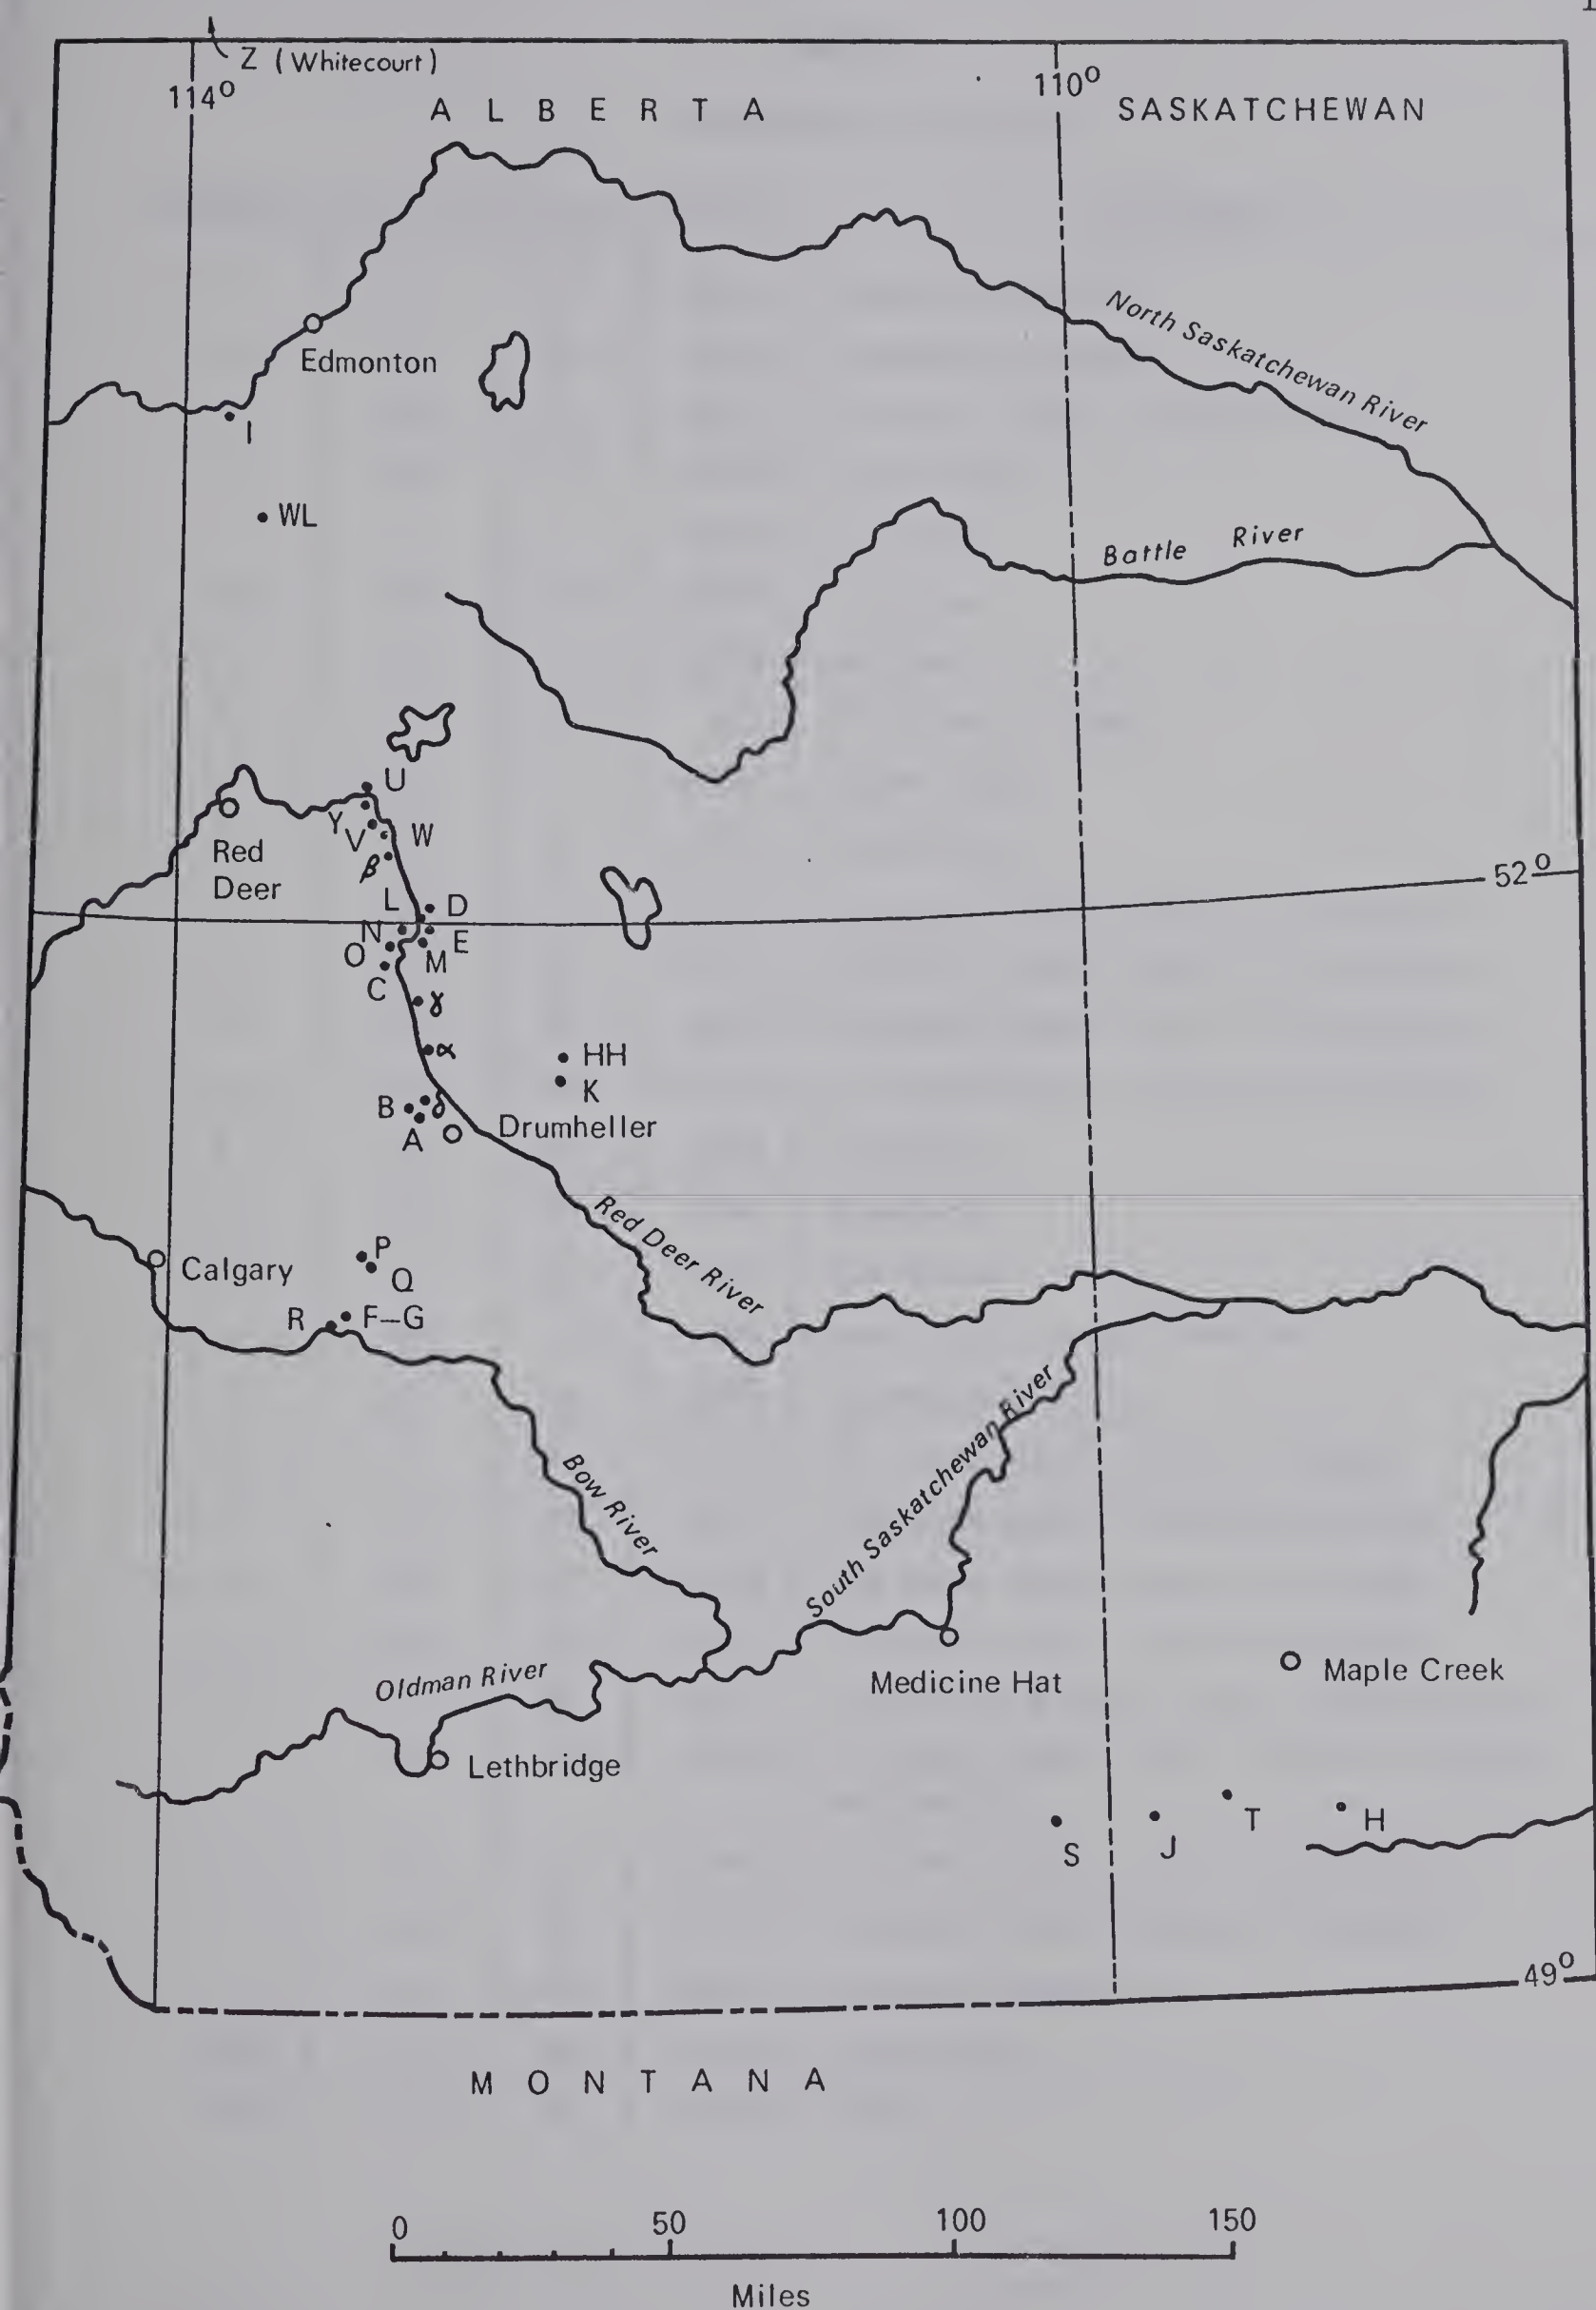 Z (Whitecourt)
114°
110°
ALBERTA
SASKATCHEWAN
North Saskatchewan River
Edmonton
I
WL
Battle River
U
Y
V
W
β
Red
Deer
52°
L
D
N
E
O
M
C
γ
α
HH
K
B
δ
A
Drumheller
Red Deer River
P
Calgary
Q
R
F–G
South Saskatchewan River
Bow River
Oldman River
Medicine Hat
Maple Creek
Lethbridge
T
H
S
J
49°
MONTANA
0
50
100
150
Miles